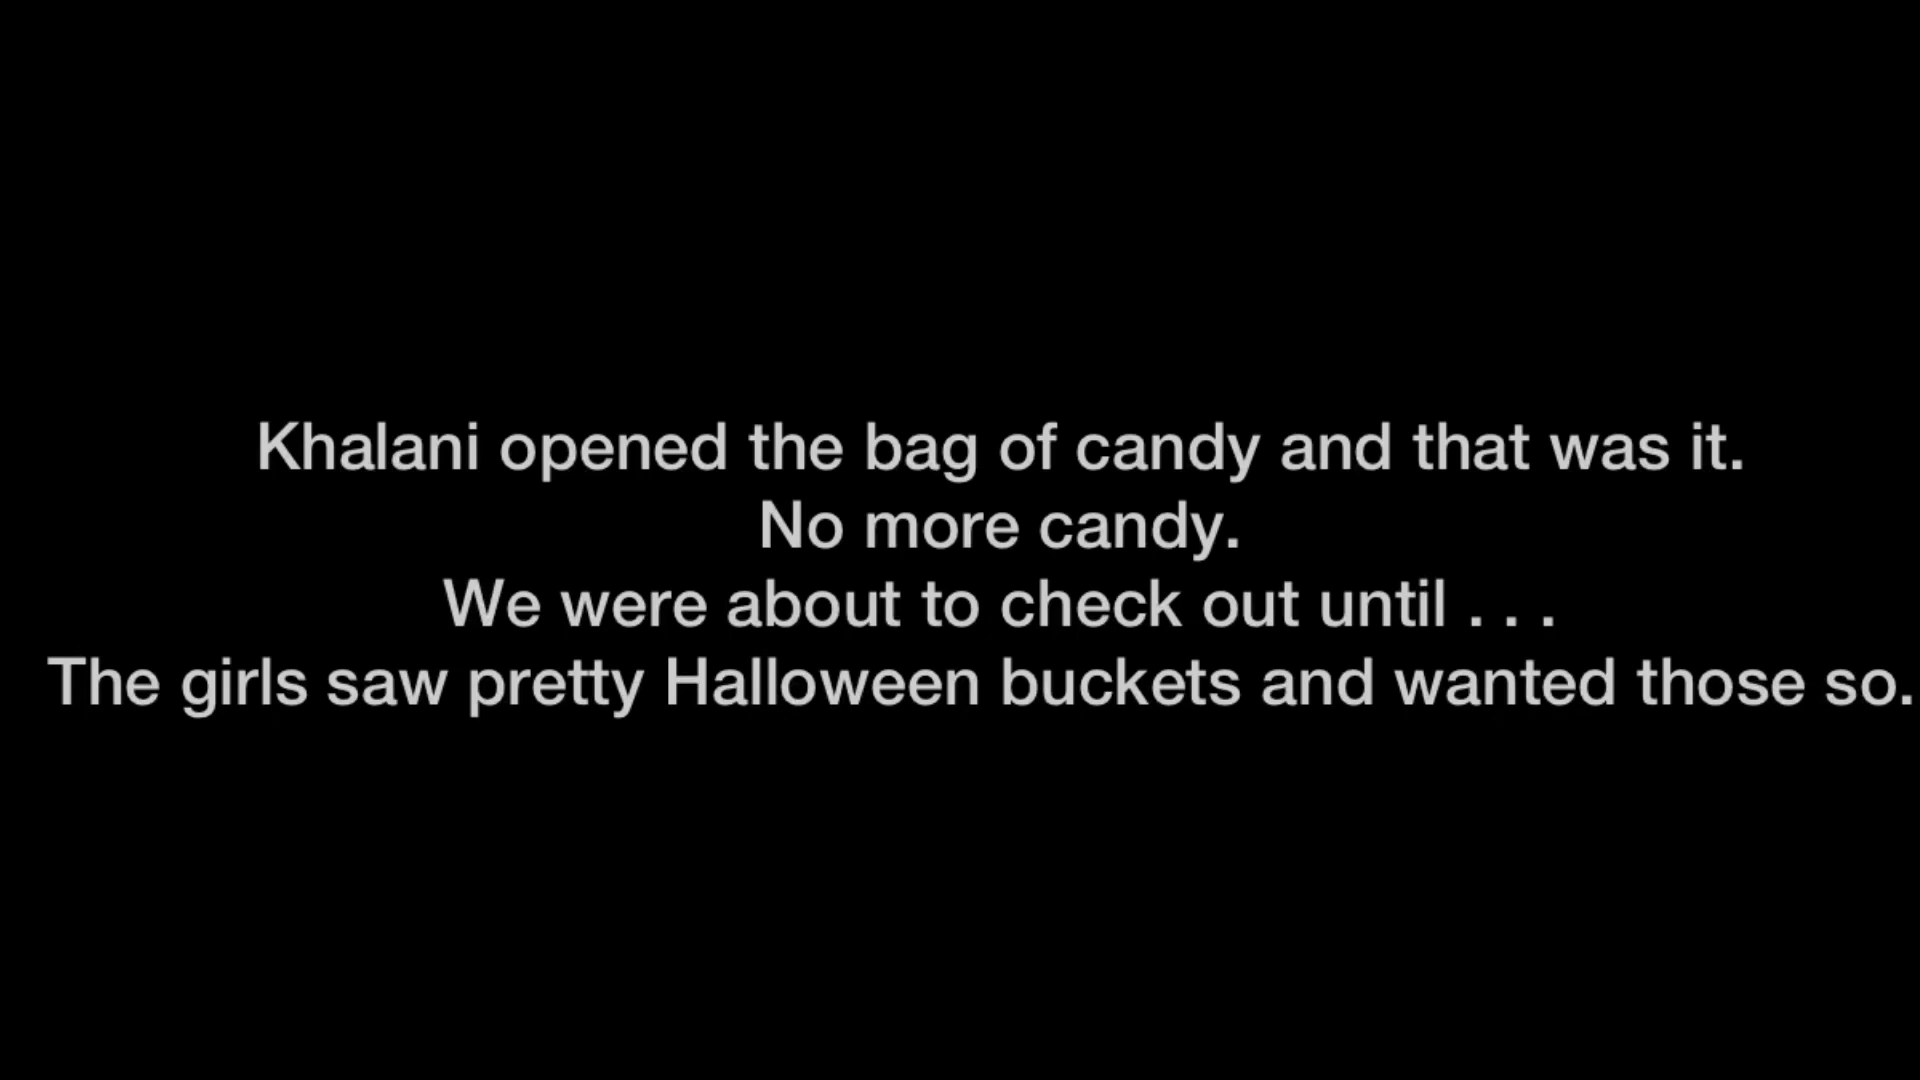 Khalani opened the bag of candy and that was it.
No more candy.
We were about to check out until . . .
The girls saw pretty Halloween buckets and wanted those so.